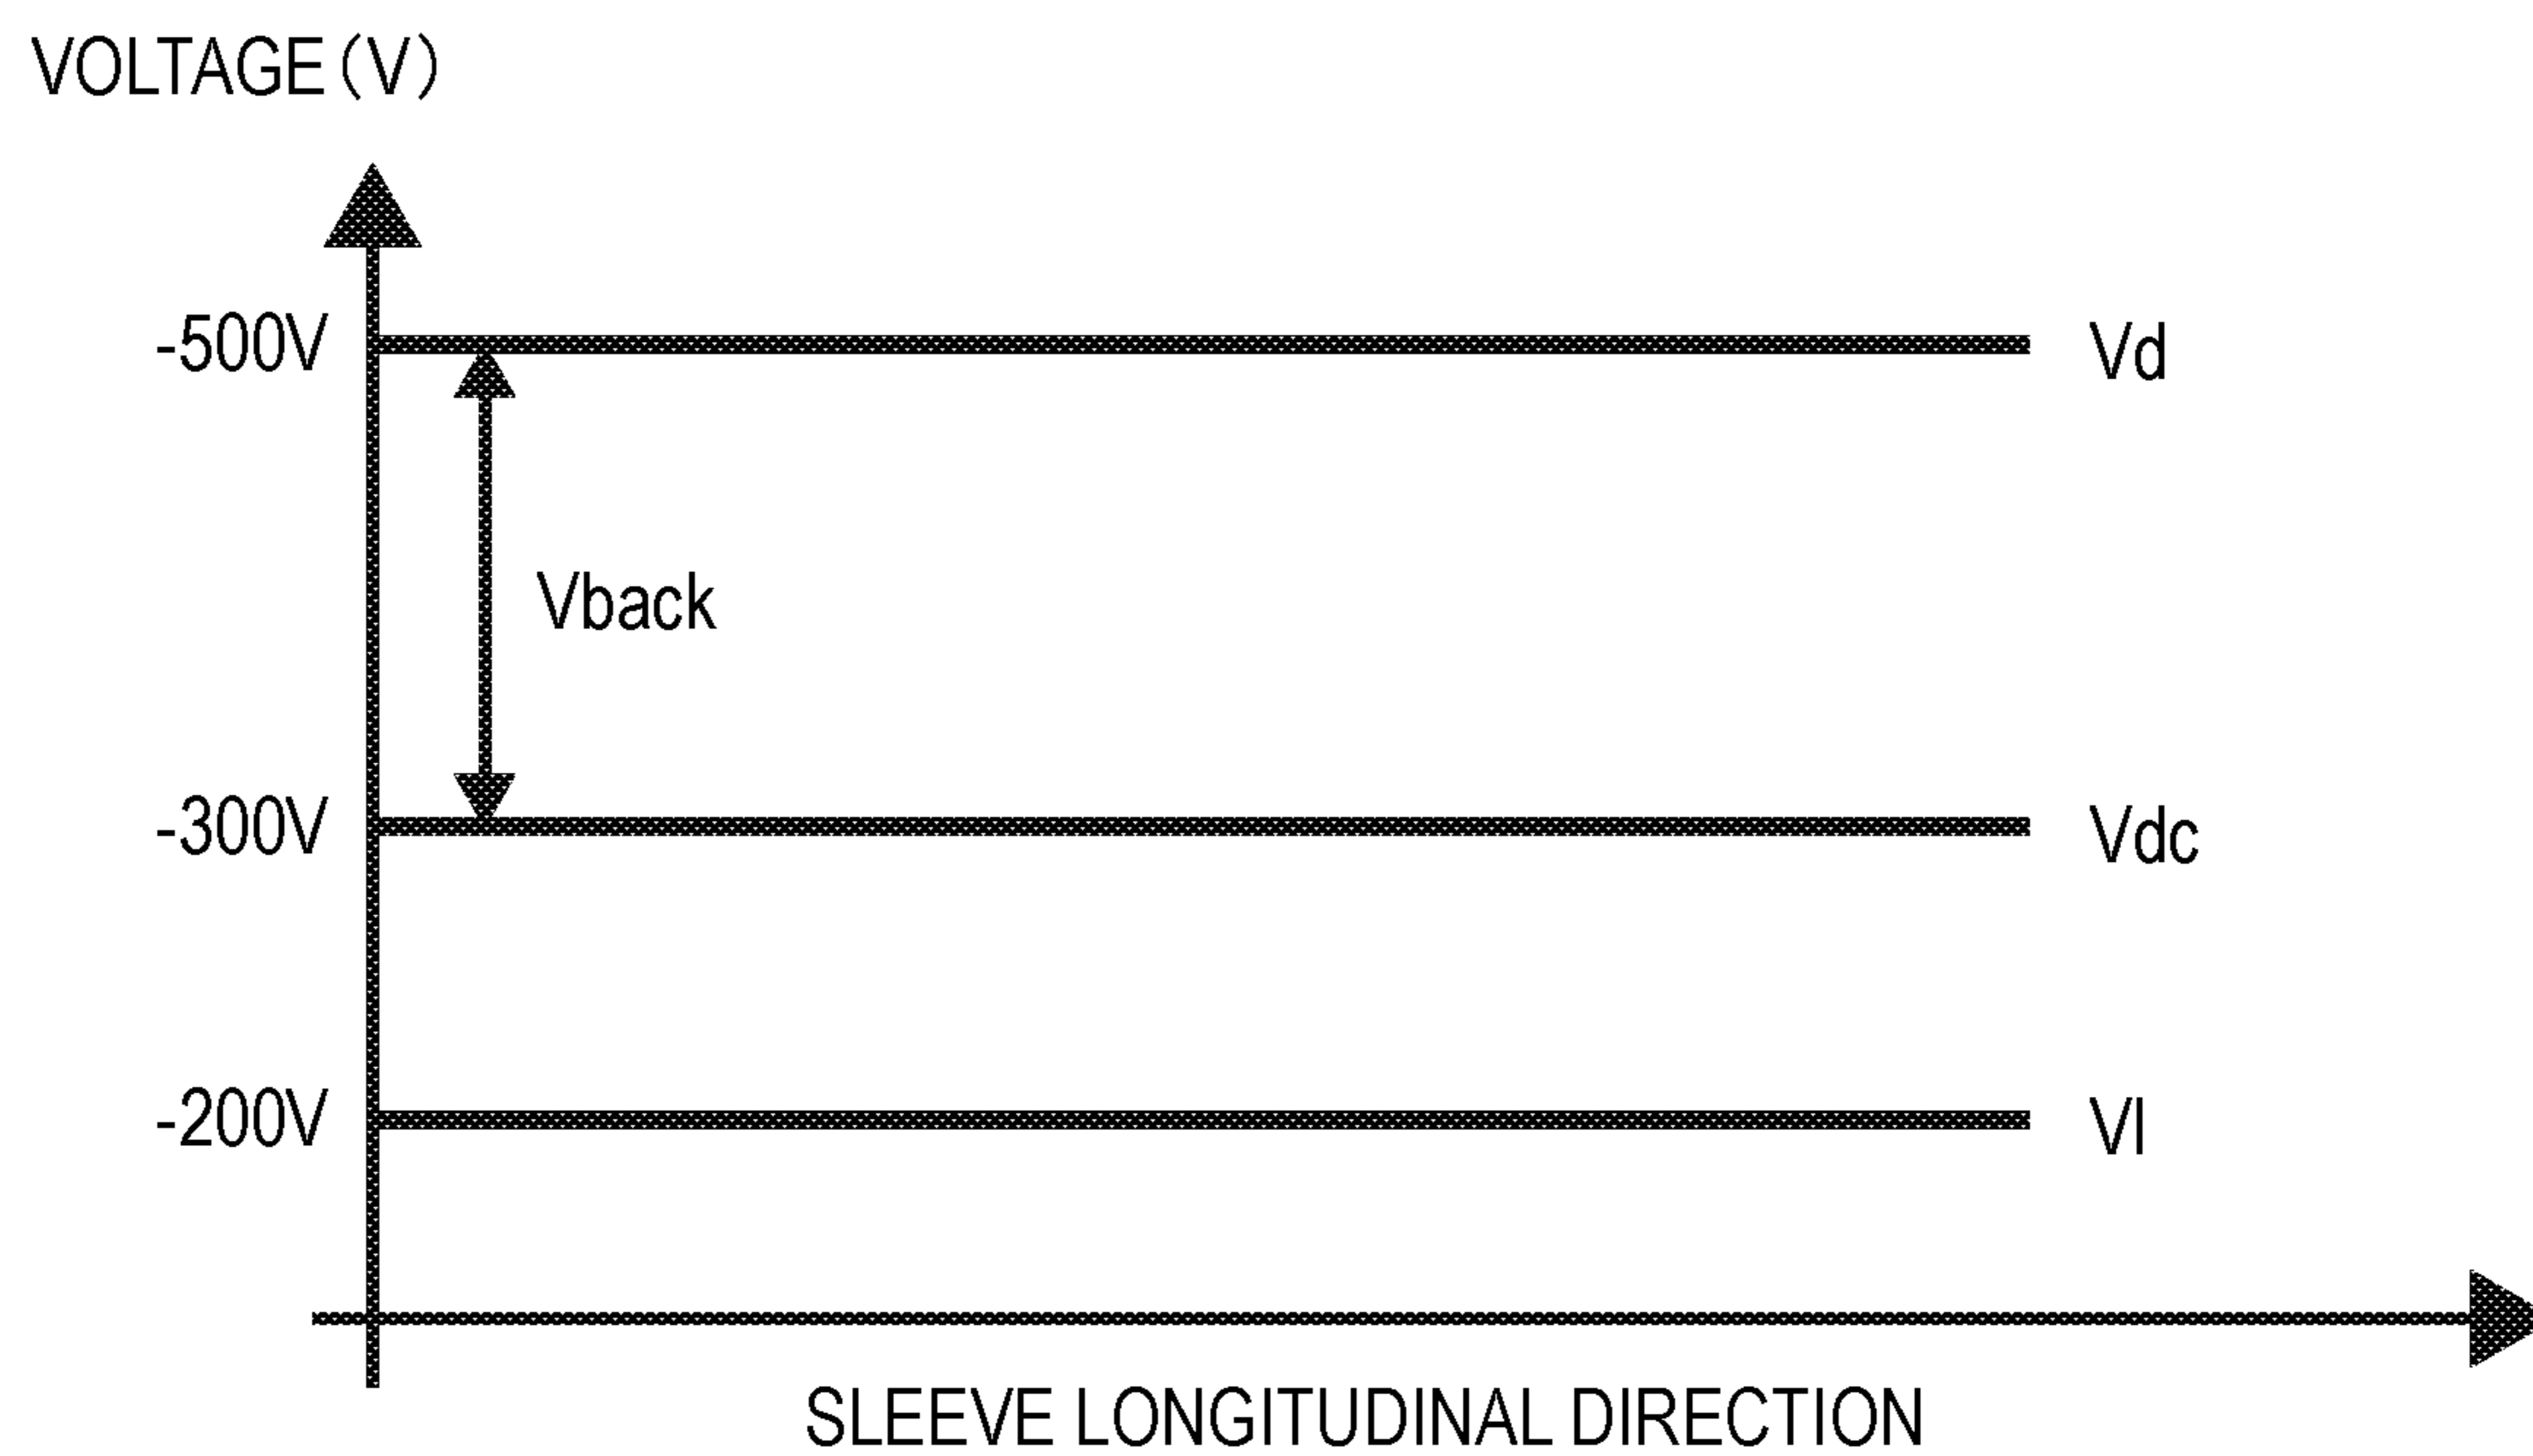 VOLTAGE(V)
-500V
Vd
Vback
-300V
Vdc
-200V
Vl
SLEEVE LONGITUDINAL DIRECTION